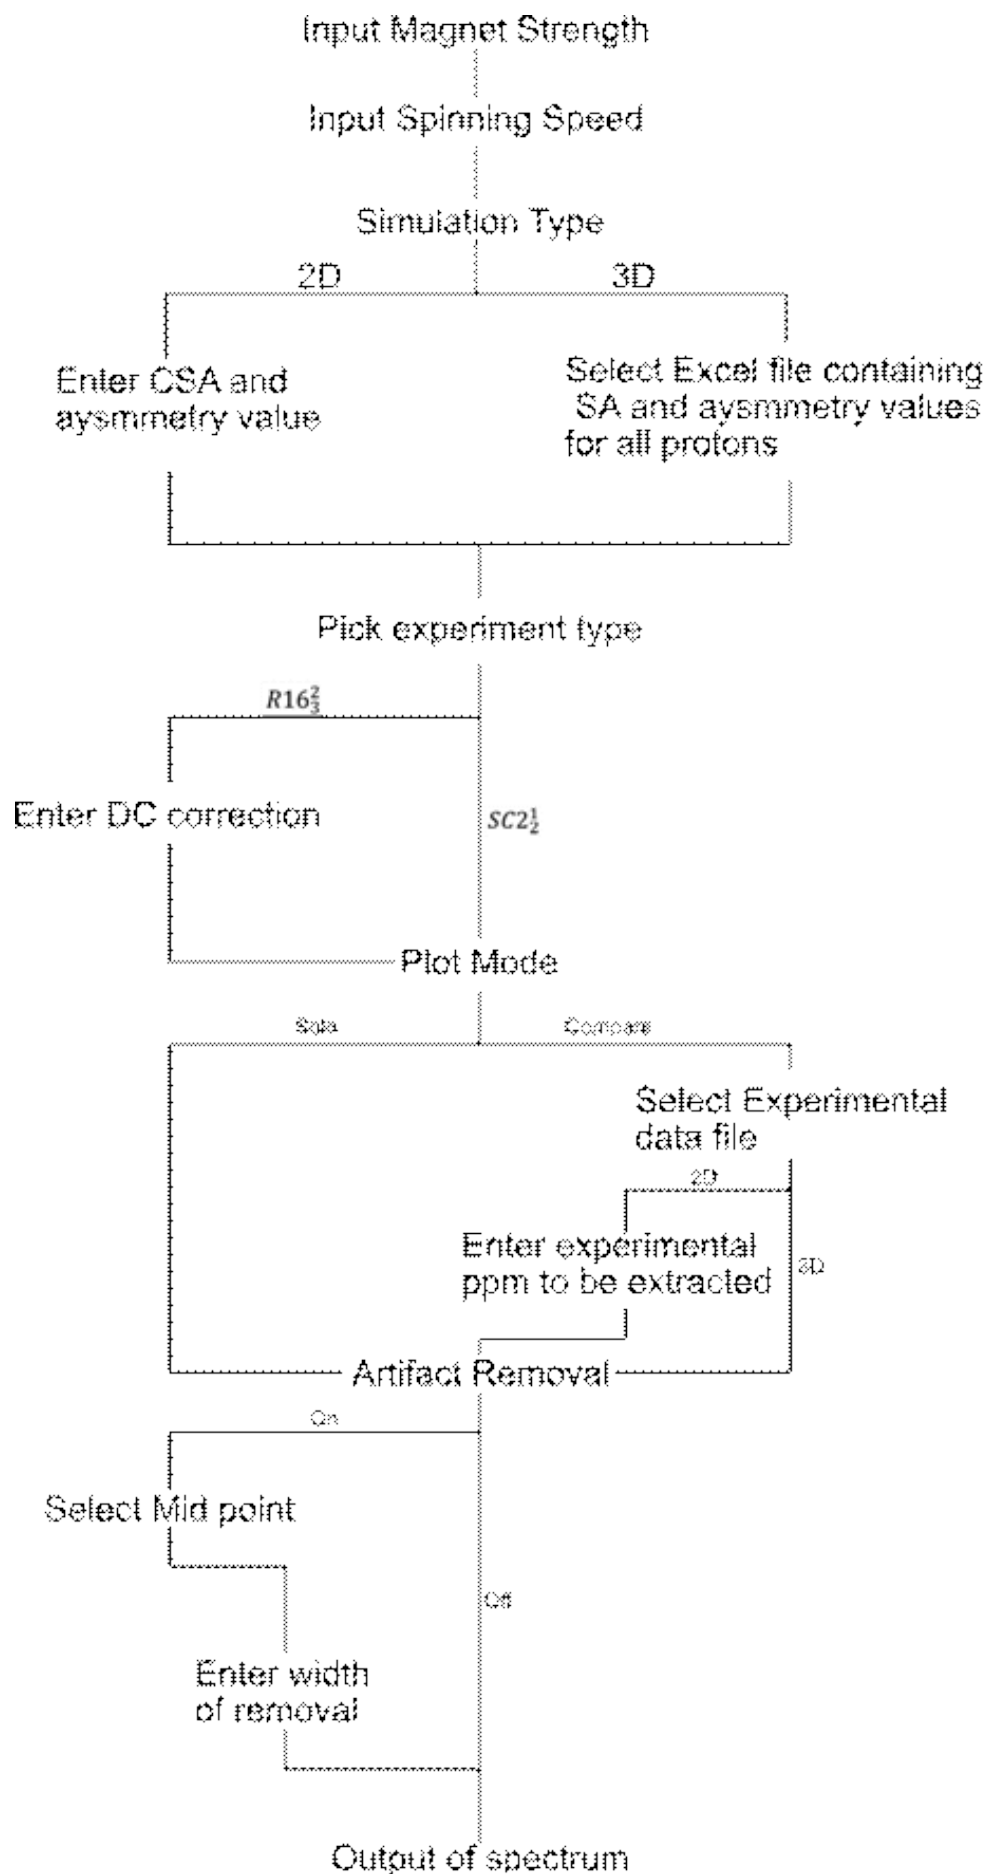 Input Magnet Strength
Input Spinning Speed
Simulation Type
2D
3D
Enter CSA and
aysmmetry value
Select Excel file containing
SA and aysmmetry values
for all protons
Pick experiment type
R16²₃
Enter DC correction
SC2¹₂
Plot Mode
Compare
Select Experimental
data file
2D
Enter experimental
ppm to be extracted
3D
Artifact Removal
On
Select Mid point
Off
Enter width
of removal
Output of spectrum